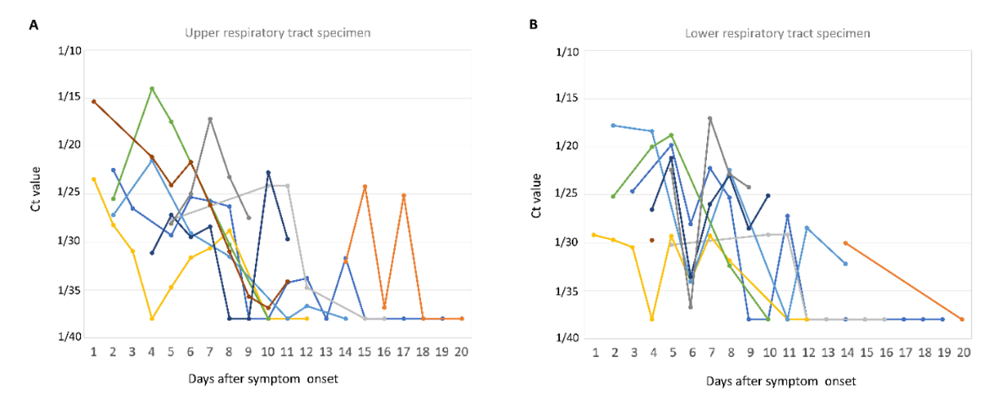 A
Upper respiratory tract specimen
1/10
1/15
1/20
1/25
1/30
1/35
1/40
Ct value
1 2 3 4 5 6 7 8 9 10 11 12 13 14 15 16 17 18 19 20
Days after symptom onset
B
Lower respiratory tract specimen
1/10
1/15
1/20
1/25
1/30
1/35
1/40
Ct value
1 2 3 4 5 6 7 8 9 10 11 12 13 14 15 16 17 18 19 20
Days after symptom onset